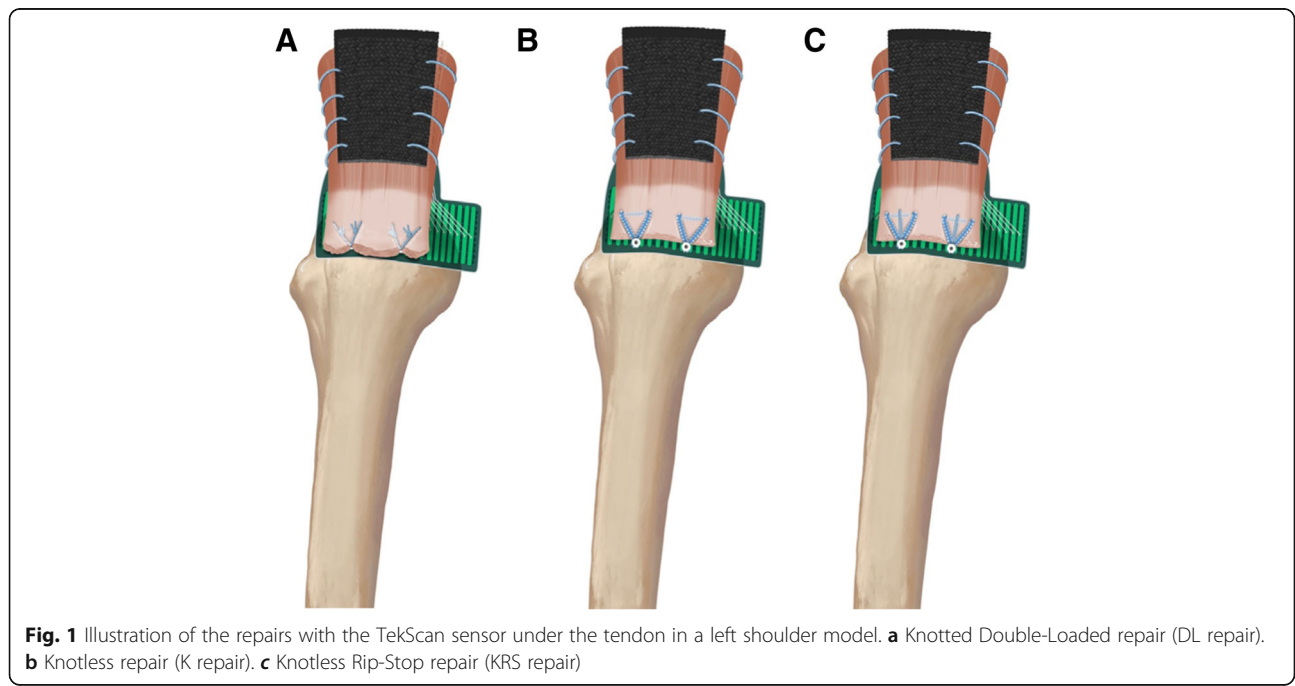 A B C
Fig. 1 Illustration of the repairs with the TekScan sensor under the tendon in a left shoulder model. a Knotted Double-Loaded repair (DL repair).
b Knotless repair (K repair). c Knotless Rip-Stop repair (KRS repair)